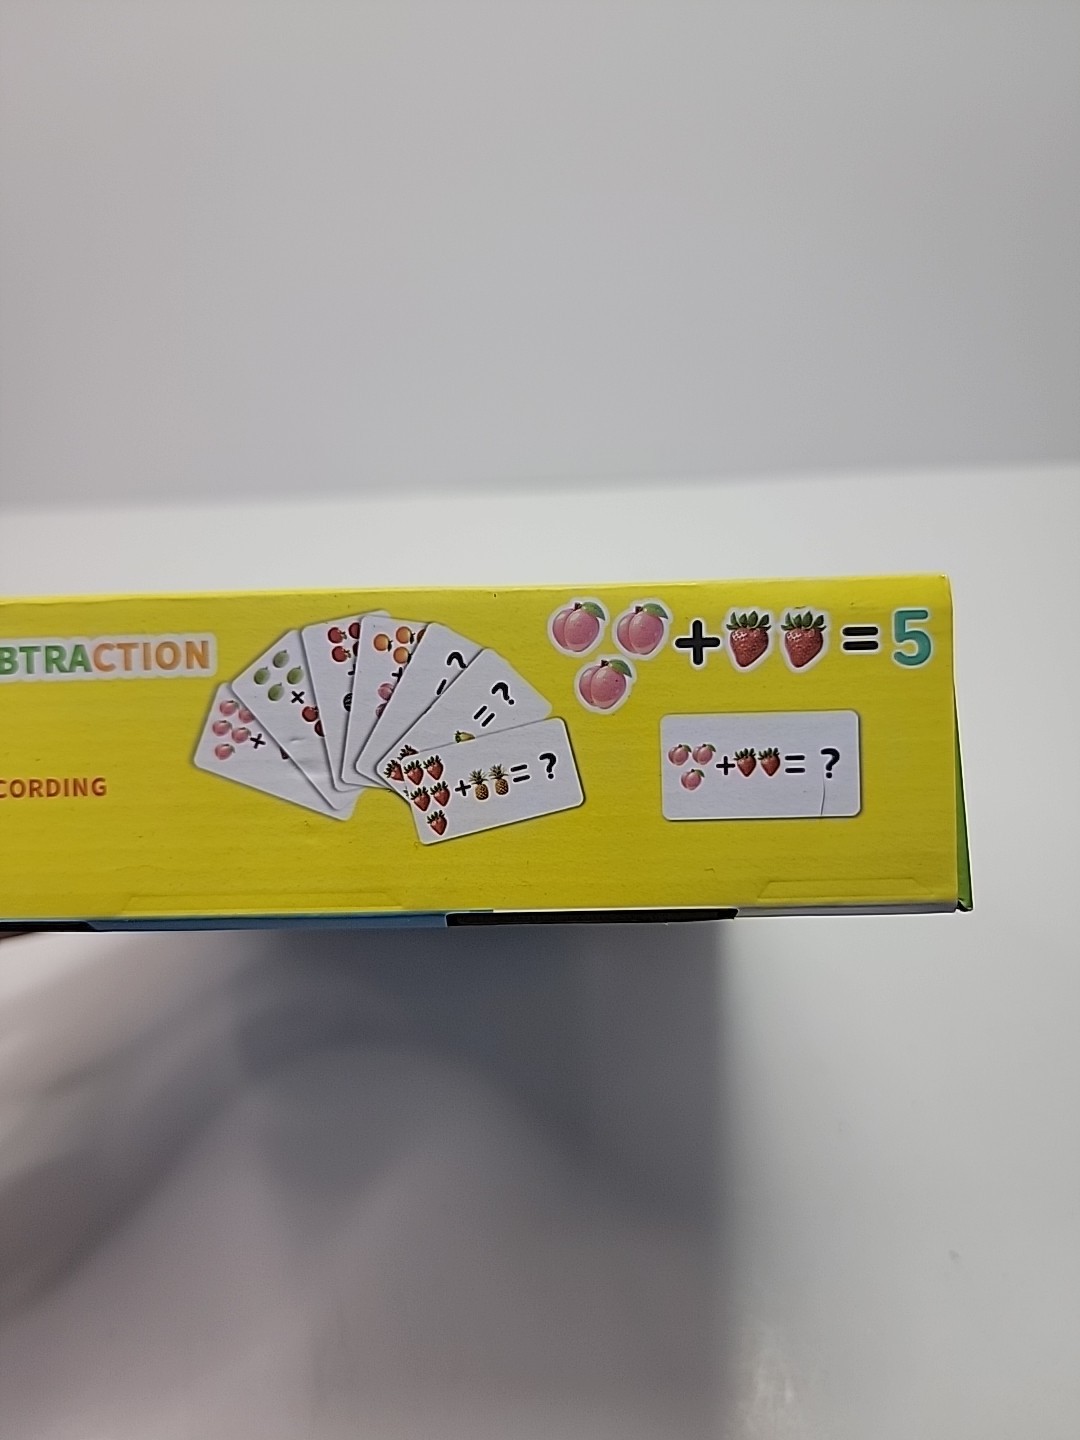 BTRACTION
CORDING
+ = 5
+ = ?
+ = ?
= ?
- ?
×
+